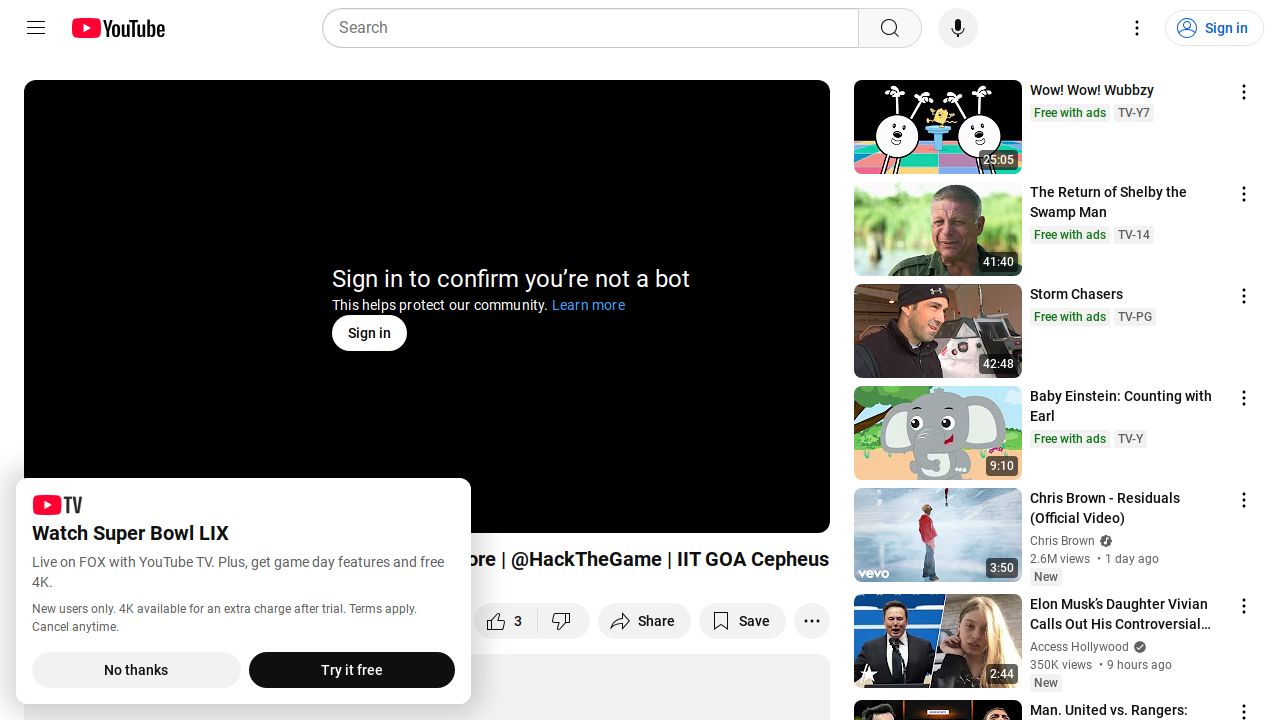 YouTube
Search
Sign in
Sign in to confirm you’re not a bot
This helps protect our community. Learn more
Sign in
TV
Watch Super Bowl LIX
Live on FOX with YouTube TV. Plus, get game day features and free
4K.
New users only. 4K available for an extra charge after trial. Terms apply.
Cancel anytime.
No thanks
Try it free
ore | @HackTheGame | IIT GOA Cepheus
3
Share
Save
25:05
Wow! Wow! Wubbzy
Free with ads TV-Y7
41:40
The Return of Shelby the
Swamp Man
Free with ads TV-14
42:48
Storm Chasers
Free with ads TV-PG
9:10
Baby Einstein: Counting with
Earl
Free with ads TV-Y
vevo
3:50
Chris Brown - Residuals
(Official Video)
Chris Brown
2.6M views • 1 day ago
New
2:44
Elon Musk’s Daughter Vivian
Calls Out His Controversial…
Access Hollywood
350K views • 9 hours ago
New
Man. United vs. Rangers: